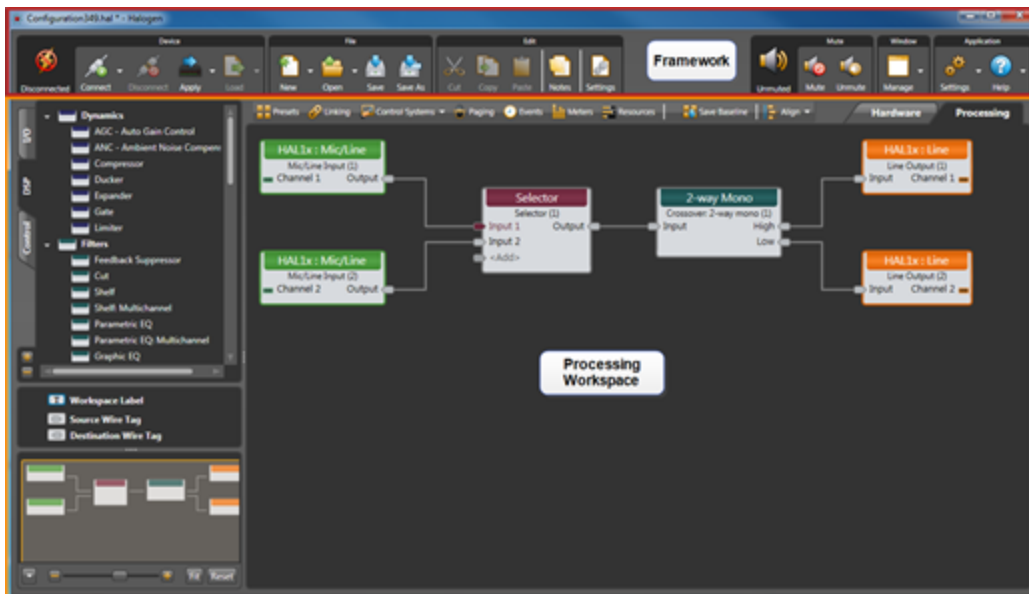 Configuration349.hal * - Halogen
Device
File
Edit
Mute
Window
Application
Disconnected
Connect
Disconnect
Apply
Load
New
Open
Save
Save As
Cut
Copy
Paste
Notes
Settings
Framework
Unmuted
Mute
Unmute
Manage
Settings
Help
I/O
DSP
Control
Dynamics
AGC - Auto Gain Control
ANC - Ambient Noise Compen
Compressor
Ducker
Expander
Gate
Limiter
Filters
Feedback Suppressor
Cut
Shelf
Shelf: Multichannel
Parametric EQ
Parametric EQ: Multichannel
Graphic EQ
Workspace Label
Source Wire Tag
Destination Wire Tag
Fit
Reset
Presets
Linking
Control Systems
Paging
Events
Meters
Resources
Save Baseline
Align
Hardware
Processing
HAL1x : Mic/Line
Mic/Line Input (1)
Channel 1 Output
HAL1x : Mic/Line
Mic/Line Input (2)
Channel 2 Output
Selector
Selector (1)
Input 1 Output
Input 2
<Add>
2-way Mono
Crossover: 2-way mono (1)
Input High
Low
HAL1x : Line
Line Output (1)
Input Channel 1
HAL1x : Line
Line Output (2)
Input Channel 2
Processing
Workspace